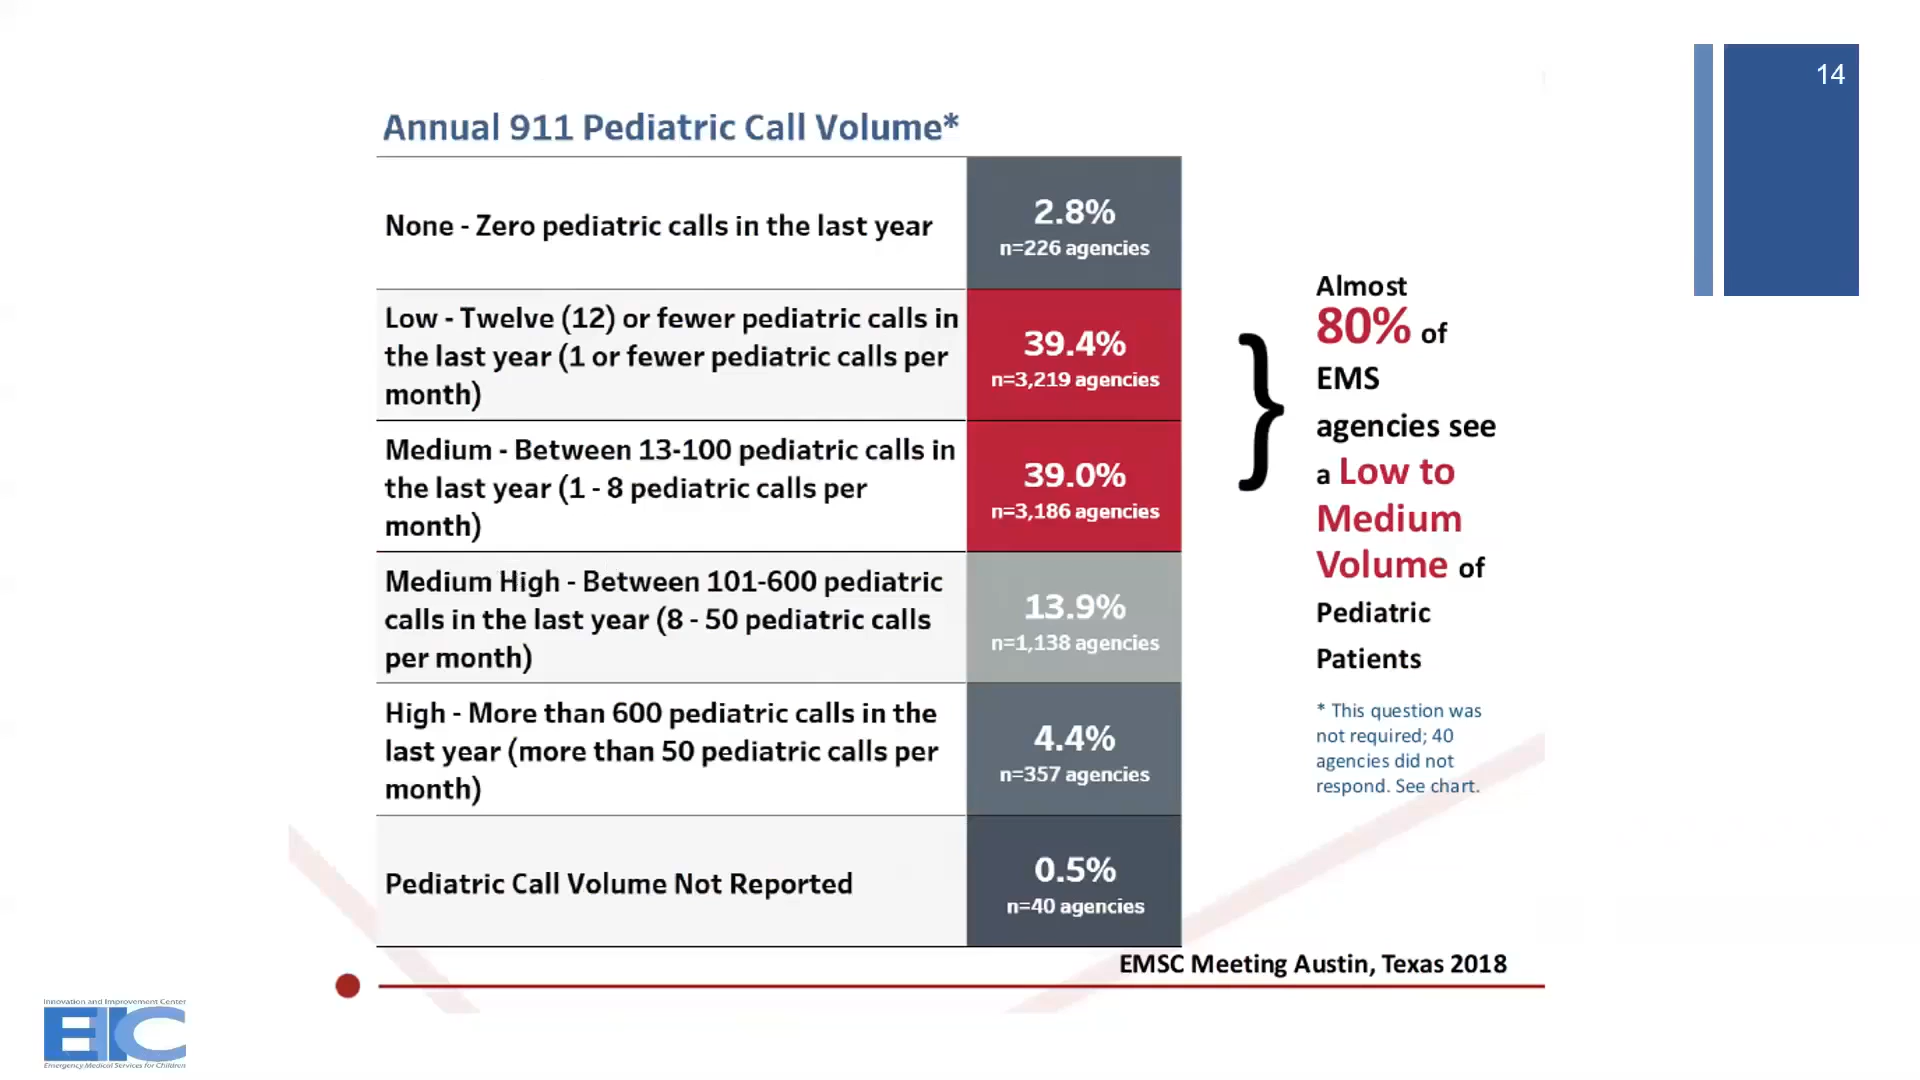 14
Annual 911 Pediatric Call Volume*
None - Zero pediatric calls in the last year
2.8%
n=226 agencies
Low - Twelve (12) or fewer pediatric calls in
the last year (1 or fewer pediatric calls per
month)
39.4%
n=3,219 agencies
Medium - Between 13-100 pediatric calls in
the last year (1 - 8 pediatric calls per
month)
39.0%
n=3,186 agencies
Medium High - Between 101-600 pediatric
calls in the last year (8 - 50 pediatric calls
per month)
13.9%
n=1,138 agencies
High - More than 600 pediatric calls in the
last year (more than 50 pediatric calls per
month)
4.4%
n=357 agencies
Pediatric Call Volume Not Reported
0.5%
n=40 agencies
}
Almost
80% of
EMS
agencies see
a Low to
Medium
Volume of
Pediatric
Patients
* This question was
not required; 40
agencies did not
respond. See chart.
EMSC Meeting Austin, Texas 2018
Innovation and Improvement Center
EIIC
Emergency Medical Services for Children